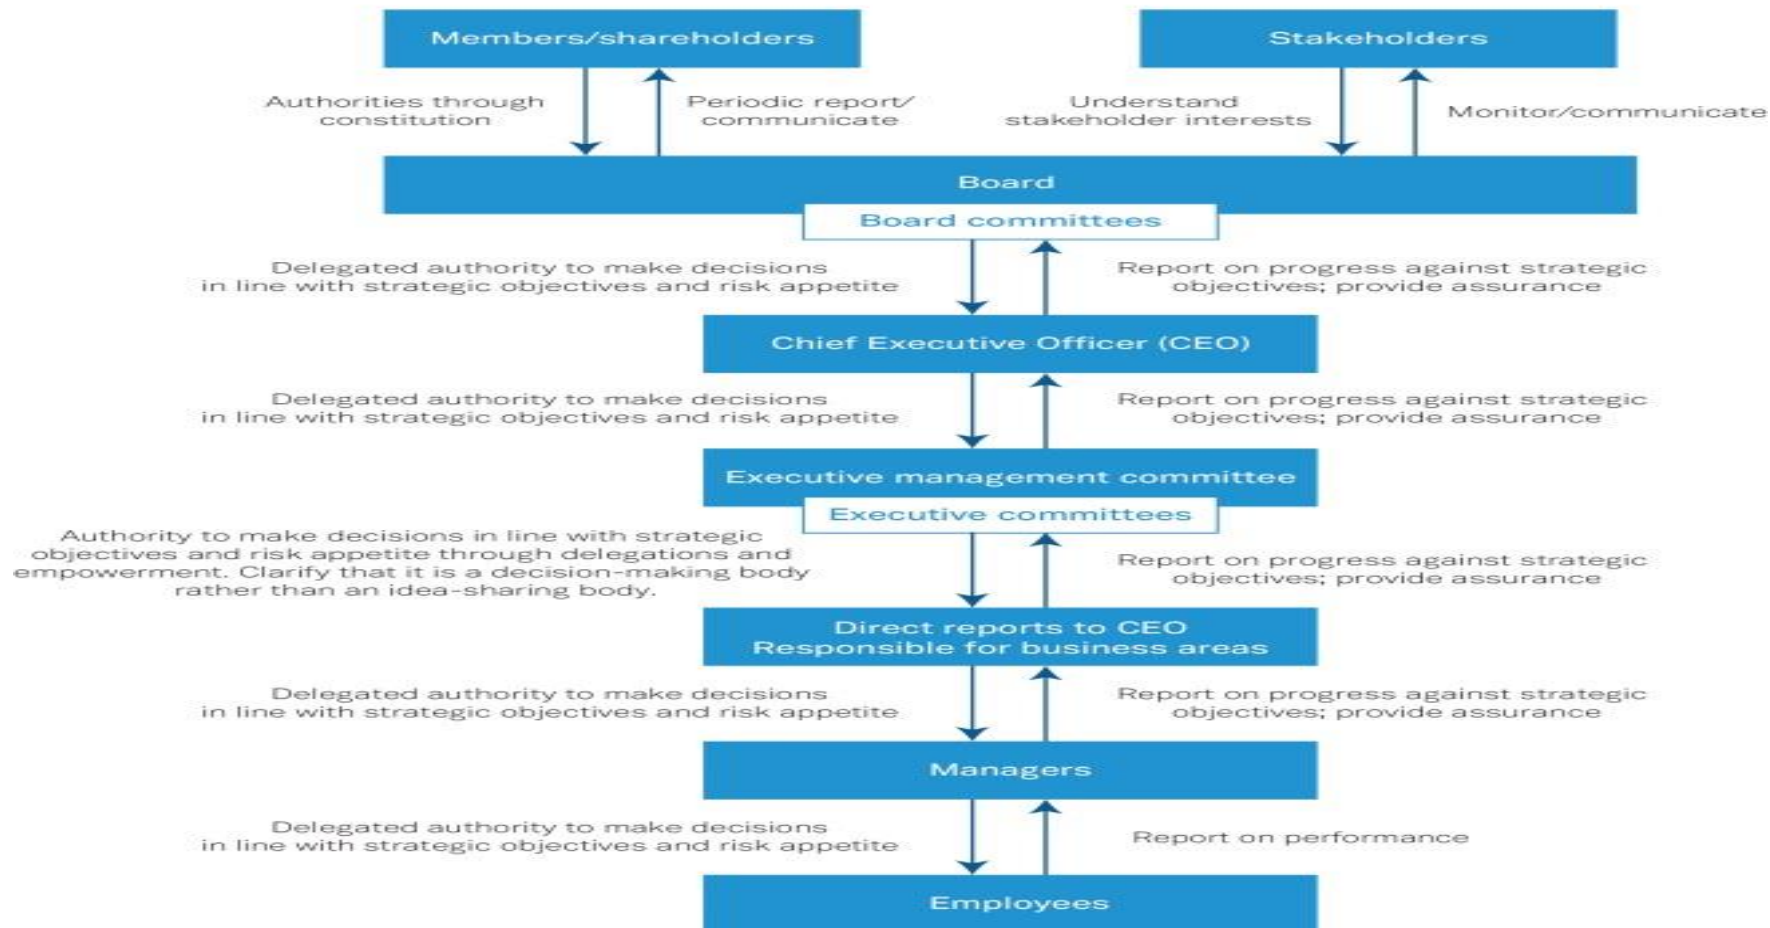 Members/shareholders
Stakeholders
Authorities through
constitution
Periodic report/
communicate
Understand
stakeholder interests
Monitor/communicate
Board
Board committees
Delegated authority to make decisions
in line with strategic objectives and risk appetite
Report on progress against strategic
objectives; provide assurance
Chief Executive Officer (CEO)
Delegated authority to make decisions
in line with strategic objectives and risk appetite
Report on progress against strategic
objectives; provide assurance
Executive management committee
Executive committees
Authority to make decisions in line with strategic
objectives and risk appetite through delegations and
empowerment. Clarify that it is a decision-making body
rather than an idea-sharing body.
Report on progress against strategic
objectives; provide assurance
Direct reports to CEO
Responsible for business areas
Delegated authority to make decisions
in line with strategic objectives and risk appetite
Report on progress against strategic
objectives; provide assurance
Managers
Delegated authority to make decisions
in line with strategic objectives and risk appetite
Report on performance
Employees